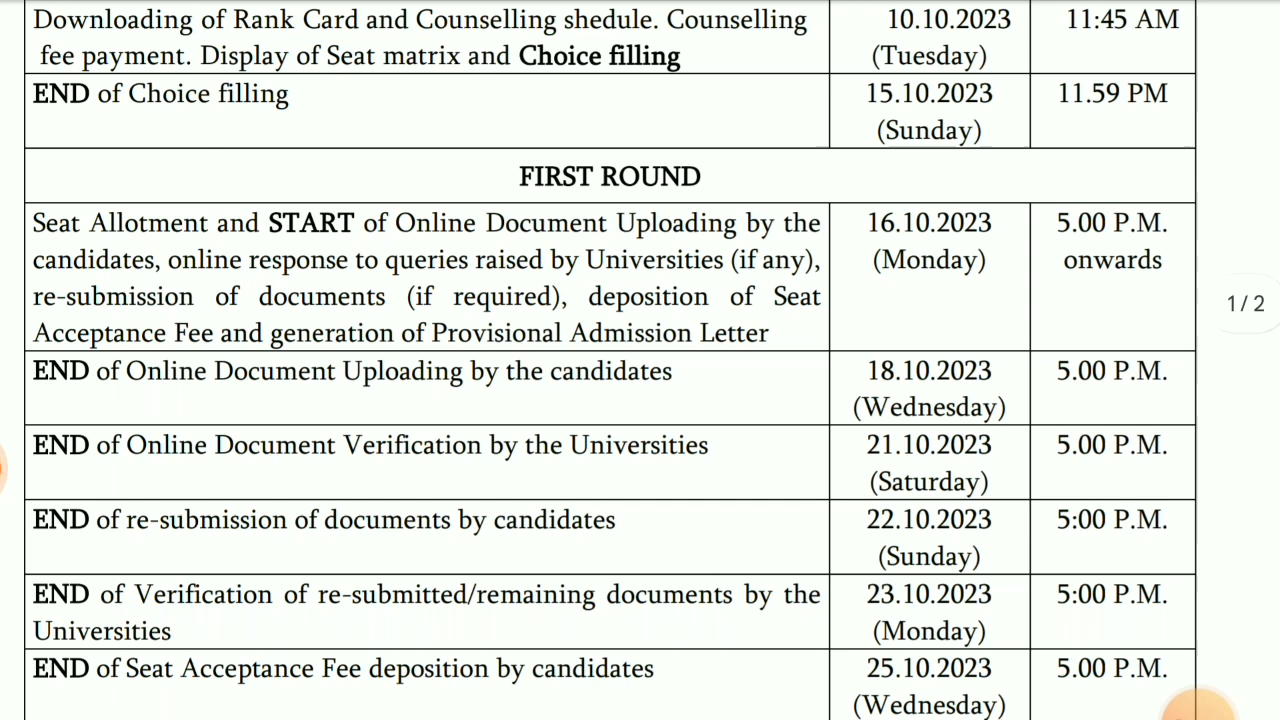 Downloading of Rank Card and Counselling shedule. Counselling
fee payment. Display of Seat matrix and Choice filling
10.10.2023
(Tuesday)
11:45 AM
END of Choice filling
15.10.2023
(Sunday)
11.59 PM
FIRST ROUND
Seat Allotment and START of Online Document Uploading by the
candidates, online response to queries raised by Universities (if any),
re-submission of documents (if required), deposition of Seat
Acceptance Fee and generation of Provisional Admission Letter
16.10.2023
(Monday)
5.00 P.M.
onwards
1/2
END of Online Document Uploading by the candidates
18.10.2023
(Wednesday)
5.00 P.M.
END of Online Document Verification by the Universities
21.10.2023
(Saturday)
5.00 P.M.
END of re-submission of documents by candidates
22.10.2023
(Sunday)
5:00 P.M.
END of Verification of re-submitted/remaining documents by the
Universities
23.10.2023
(Monday)
5:00 P.M.
END of Seat Acceptance Fee deposition by candidates
25.10.2023
(Wednesday)
5.00 P.M.